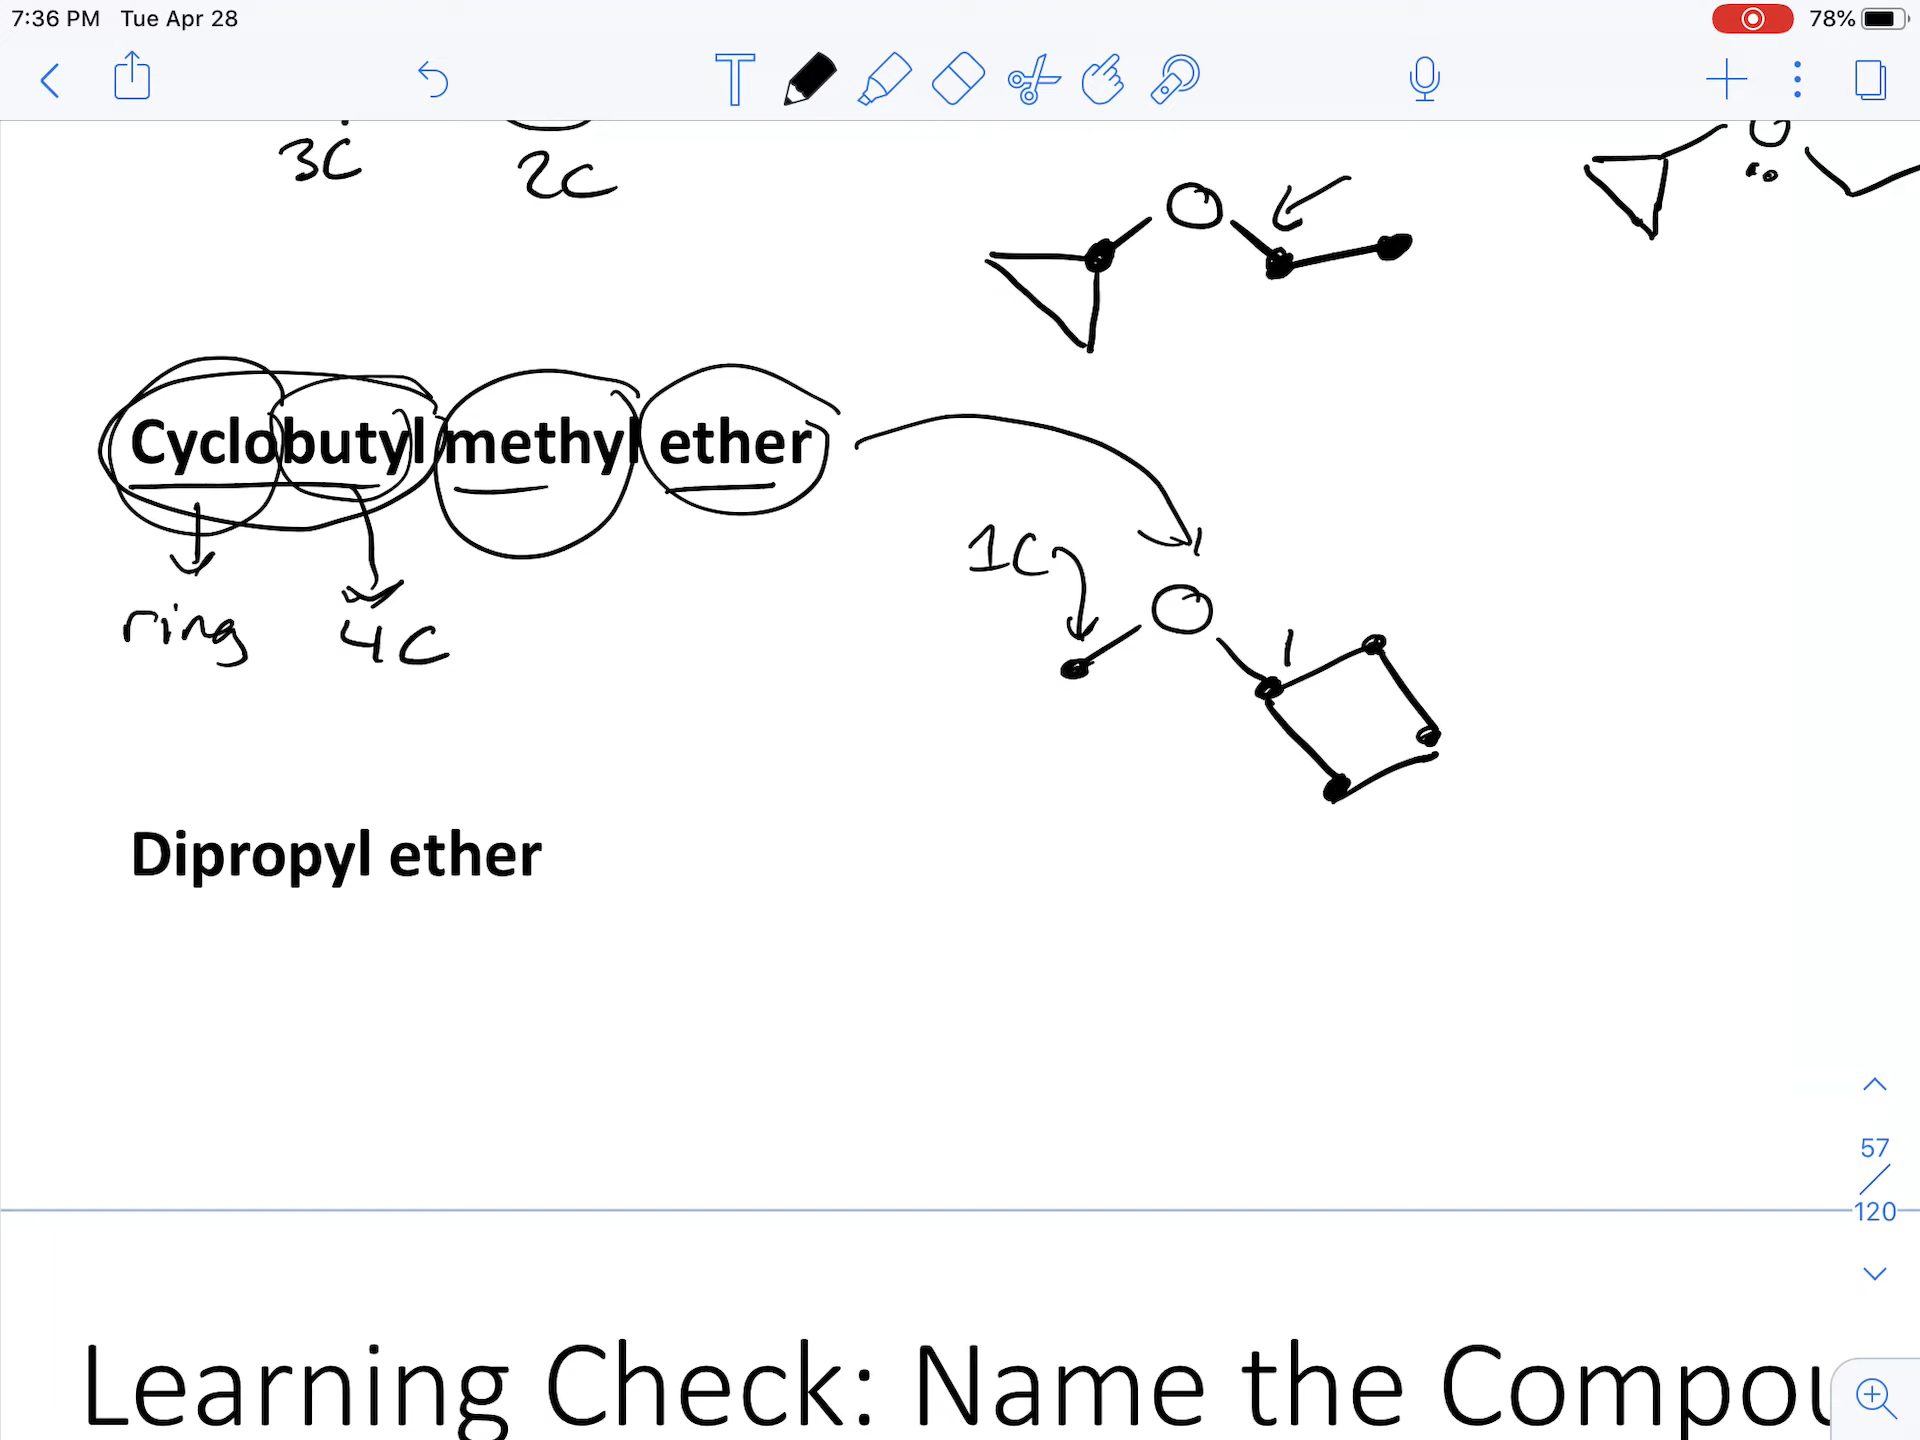 7:36 PM Tue Apr 28
78%
T
3C
2C
O
O
Cyclobutyl methyl ether
1C
O
1
ring
4C
Dipropyl ether
57
120
Learning Check: Name the Compou